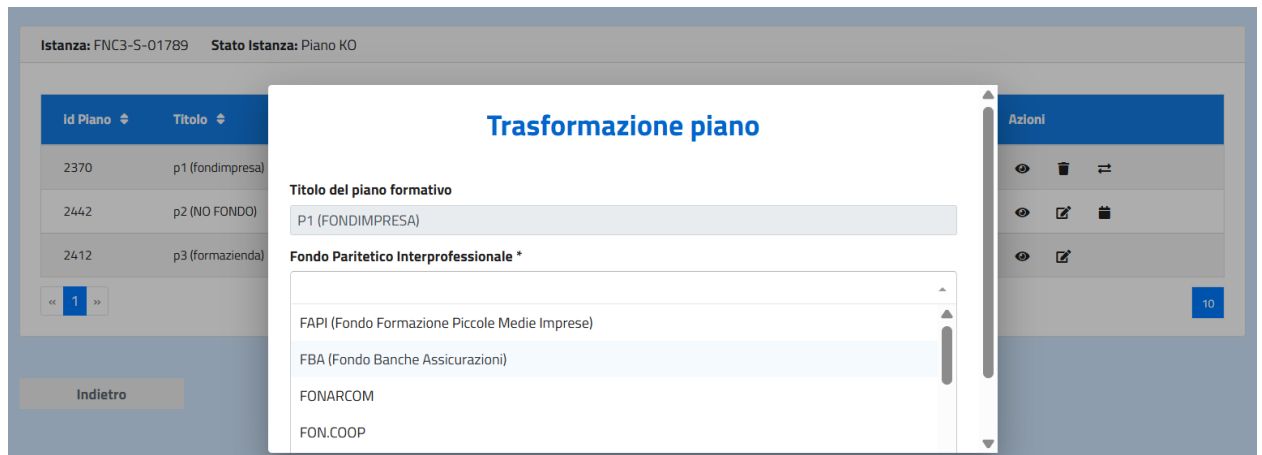 Istanza: FNC3-S-01789 Stato Istanza: Piano KO
Trasformazione piano
id Piano Titolo Azioni
2370 p1 (fondimpresa)
2442 p2 (NO FONDO)
2412 p3 (formazienda)
« 1 » 10
Titolo del piano formativo
P1 (FONDIMPRESA)
Fondo Paritetico Interprofessionale *
FAPI (Fondo Formazione Piccole Medie Imprese)
FBA (Fondo Banche Assicurazioni)
FONARCOM
FON.COOP
Indietro